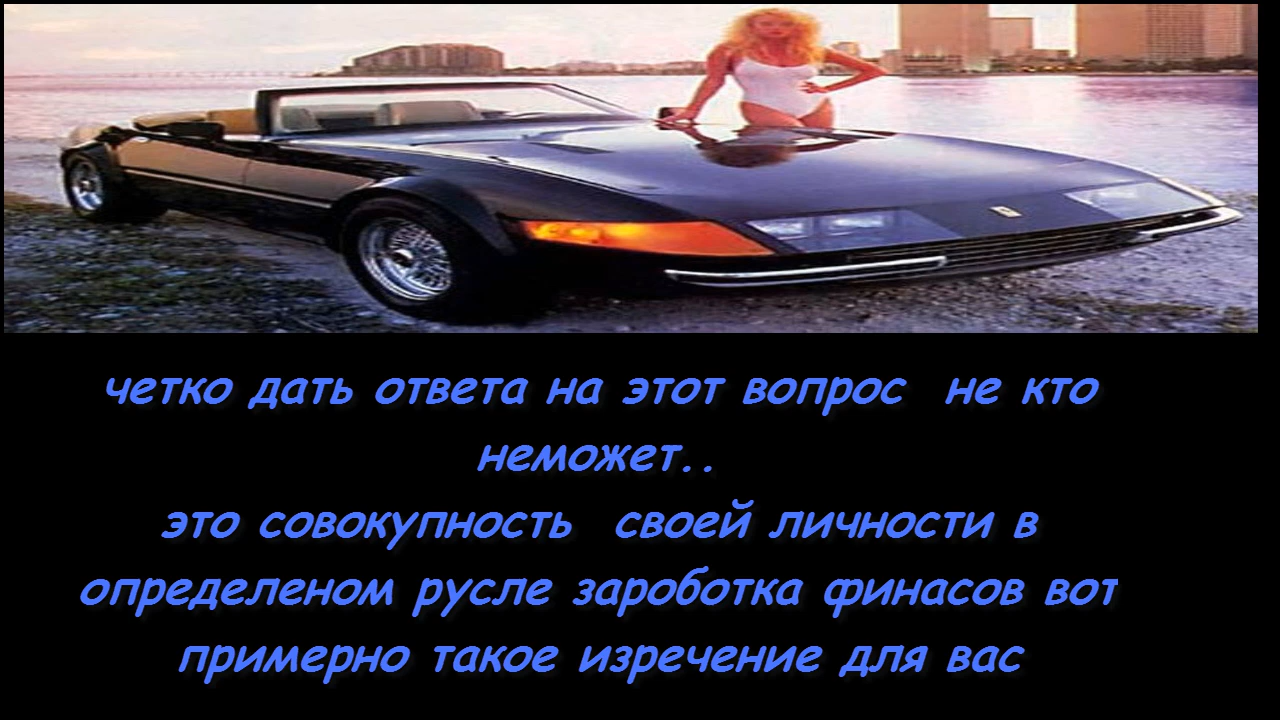 четко дать ответа на этот вопрос не кто
неможет..
это совокупность своей личности в
определеном русле зароботка финасов вот
примерно такое изречение для вас